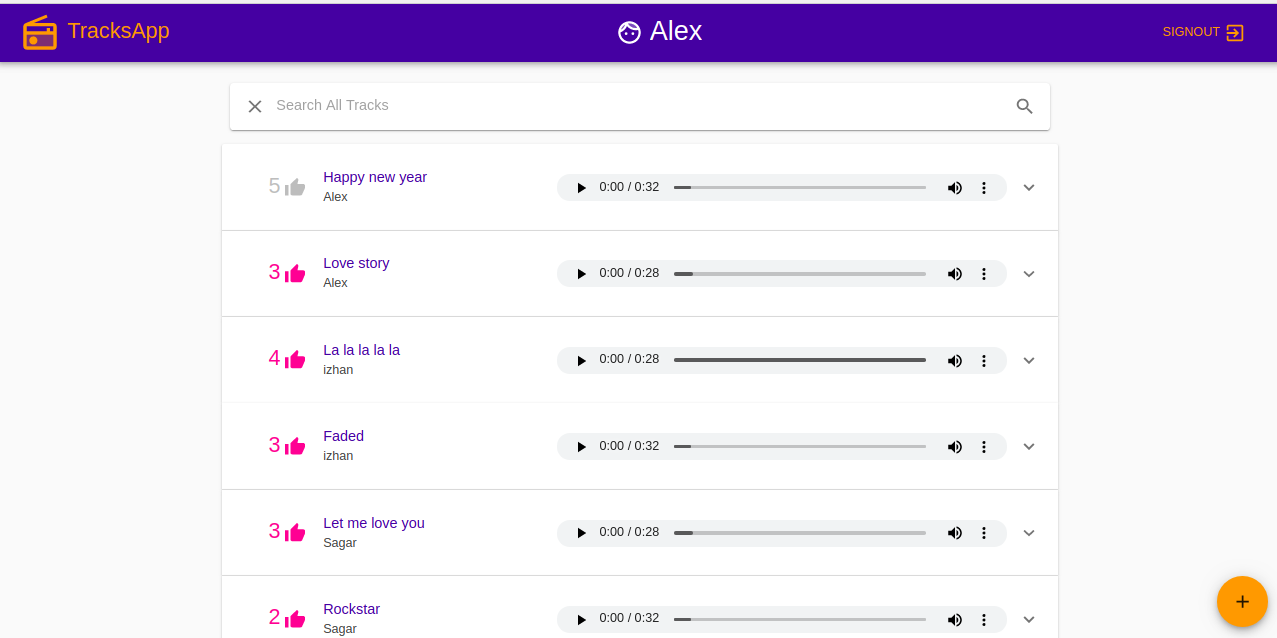 TracksApp
Alex
SIGNOUT
Search All Tracks
5
Happy new year
Alex
0:00 / 0:32
3
Love story
Alex
0:00 / 0:28
4
La la la la la
izhan
0:00 / 0:28
3
Faded
izhan
0:00 / 0:32
3
Let me love you
Sagar
0:00 / 0:28
2
Rockstar
Sagar
0:00 / 0:32